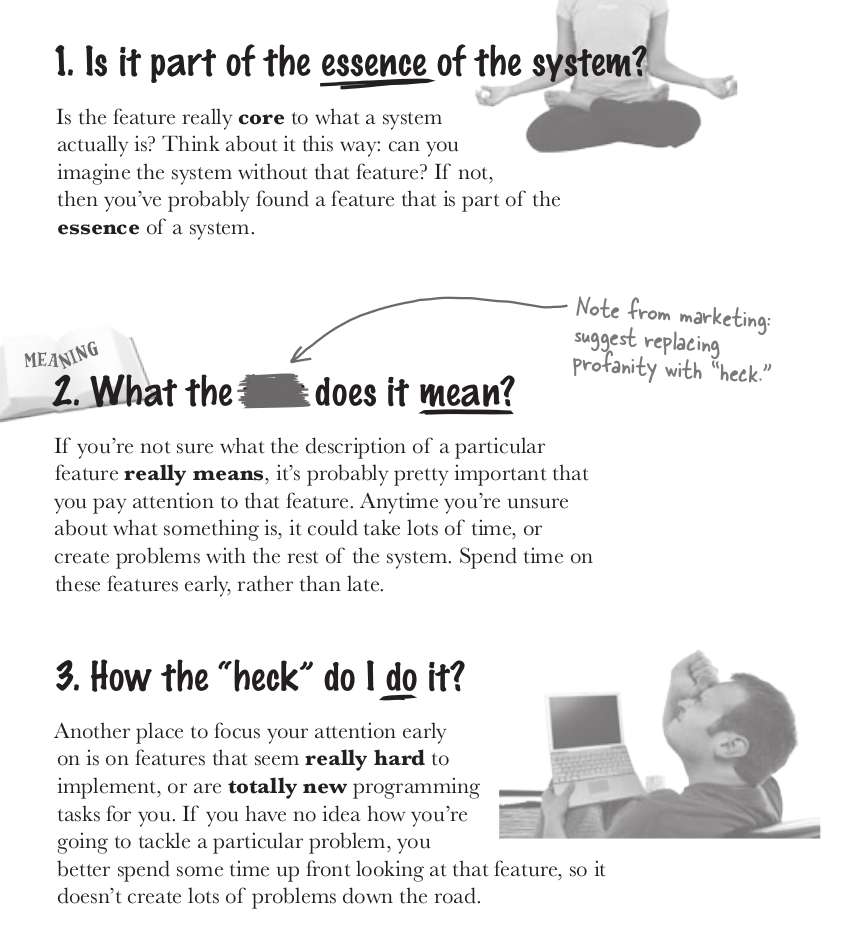 1. Is it part of the essence of the system?
Is the feature really core to what a system
actually is? Think about it this way: can you
imagine the system without that feature? If not,
then you’ve probably found a feature that is part of the
essence of a system.
Note from marketing:
suggest replacing
profanity with “heck.”
MEANING
2. What the does it mean?
If you’re not sure what the description of a particular
feature really means, it’s probably pretty important that
you pay attention to that feature. Anytime you’re unsure
about what something is, it could take lots of time, or
create problems with the rest of the system. Spend time on
these features early, rather than late.
3. How the “heck” do I do it?
Another place to focus your attention early
on is on features that seem really hard to
implement, or are totally new programming
tasks for you. If you have no idea how you’re
going to tackle a particular problem, you
better spend some time up front looking at that feature, so it
doesn’t create lots of problems down the road.